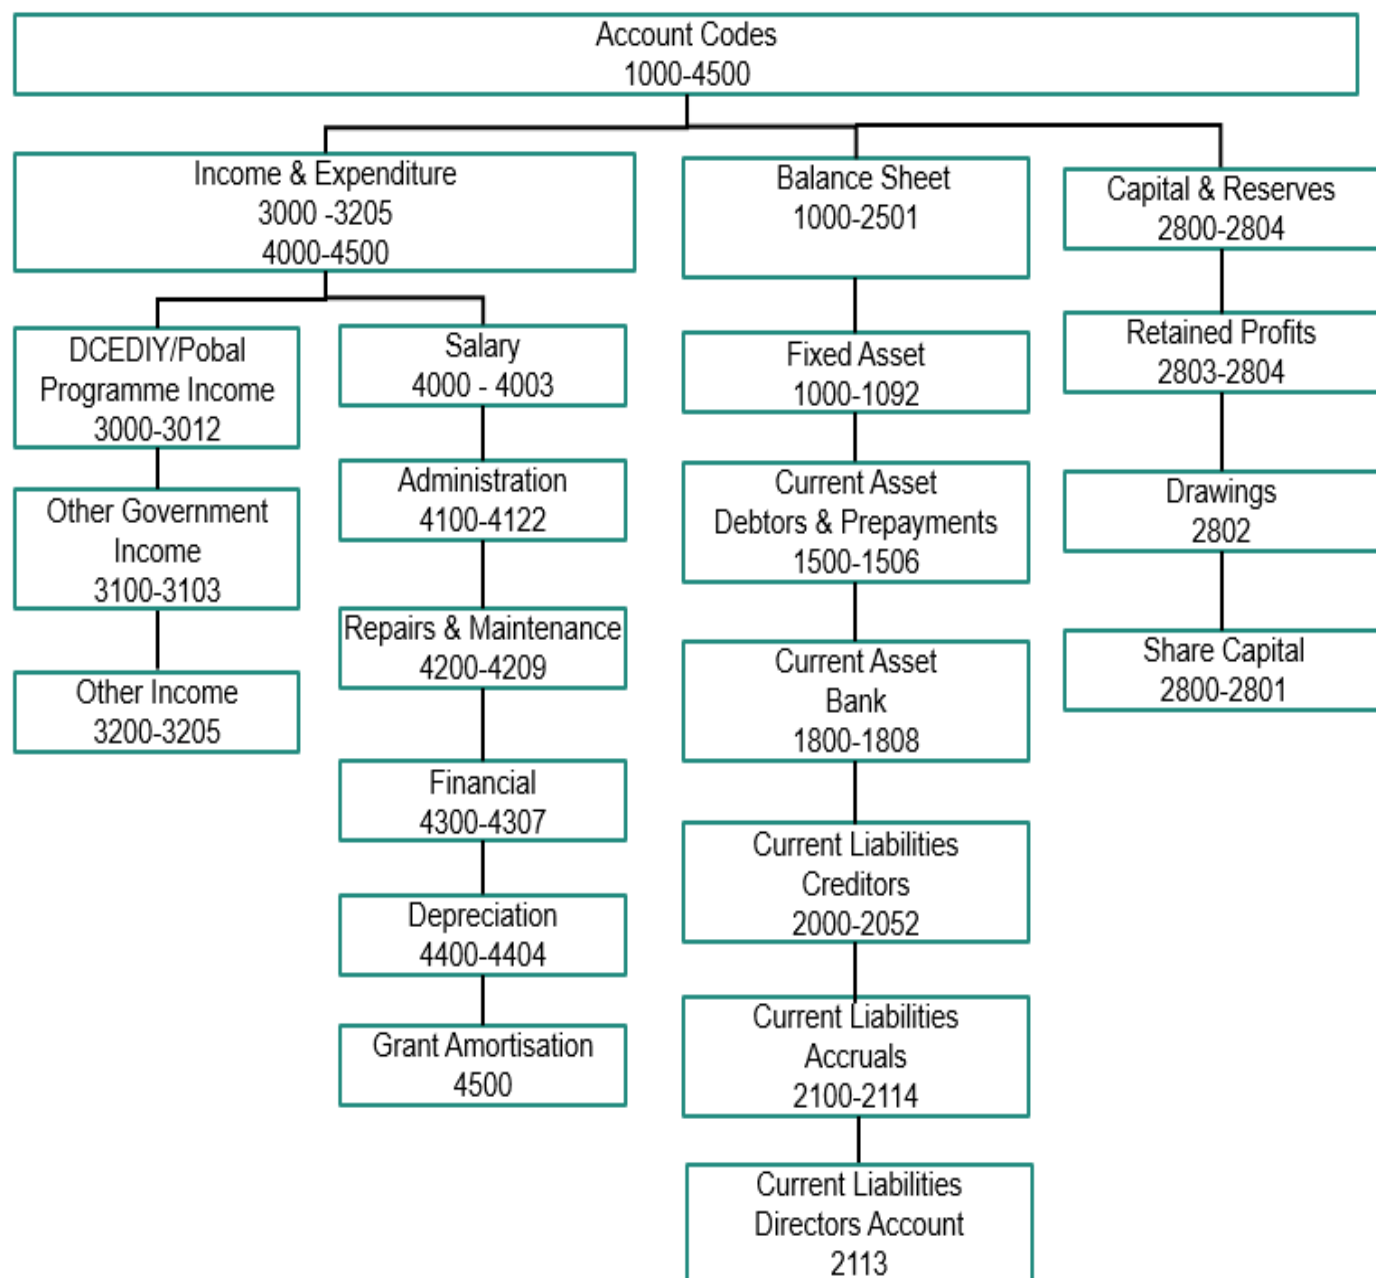 Account Codes
1000-4500
Income & Expenditure
3000 -3205
4000-4500
Balance Sheet
1000-2501
Capital & Reserves
2800-2804
DCEDIY/Pobal
Programme Income
3000-3012
Other Government
Income
3100-3103
Other Income
3200-3205
Salary
4000 - 4003
Administration
4100-4122
Repairs & Maintenance
4200-4209
Financial
4300-4307
Depreciation
4400-4404
Grant Amortisation
4500
Fixed Asset
1000-1092
Current Asset
Debtors & Prepayments
1500-1506
Current Asset
Bank
1800-1808
Current Liabilities
Creditors
2000-2052
Current Liabilities
Accruals
2100-2114
Current Liabilities
Directors Account
2113
Retained Profits
2803-2804
Drawings
2802
Share Capital
2800-2801